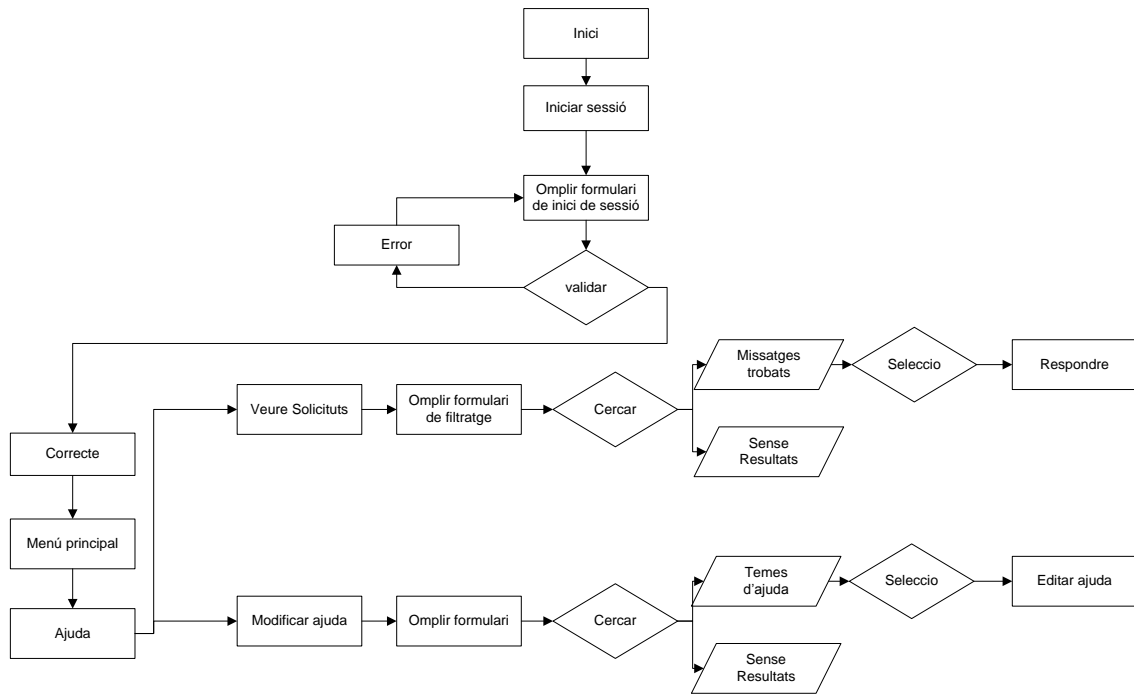 Inici
Iniciar sessió
Omplir formulari
de inici de sessió
Error
validar
Missatges
trobats
Seleccio
Respondre
Veure Solicituts
Omplir formulari
de filtratge
Cercar
Sense
Resultats
Correcte
Menú principal
Ajuda
Modificar ajuda
Omplir formulari
Cercar
Temes
d'ajuda
Seleccio
Editar ajuda
Sense
Resultats